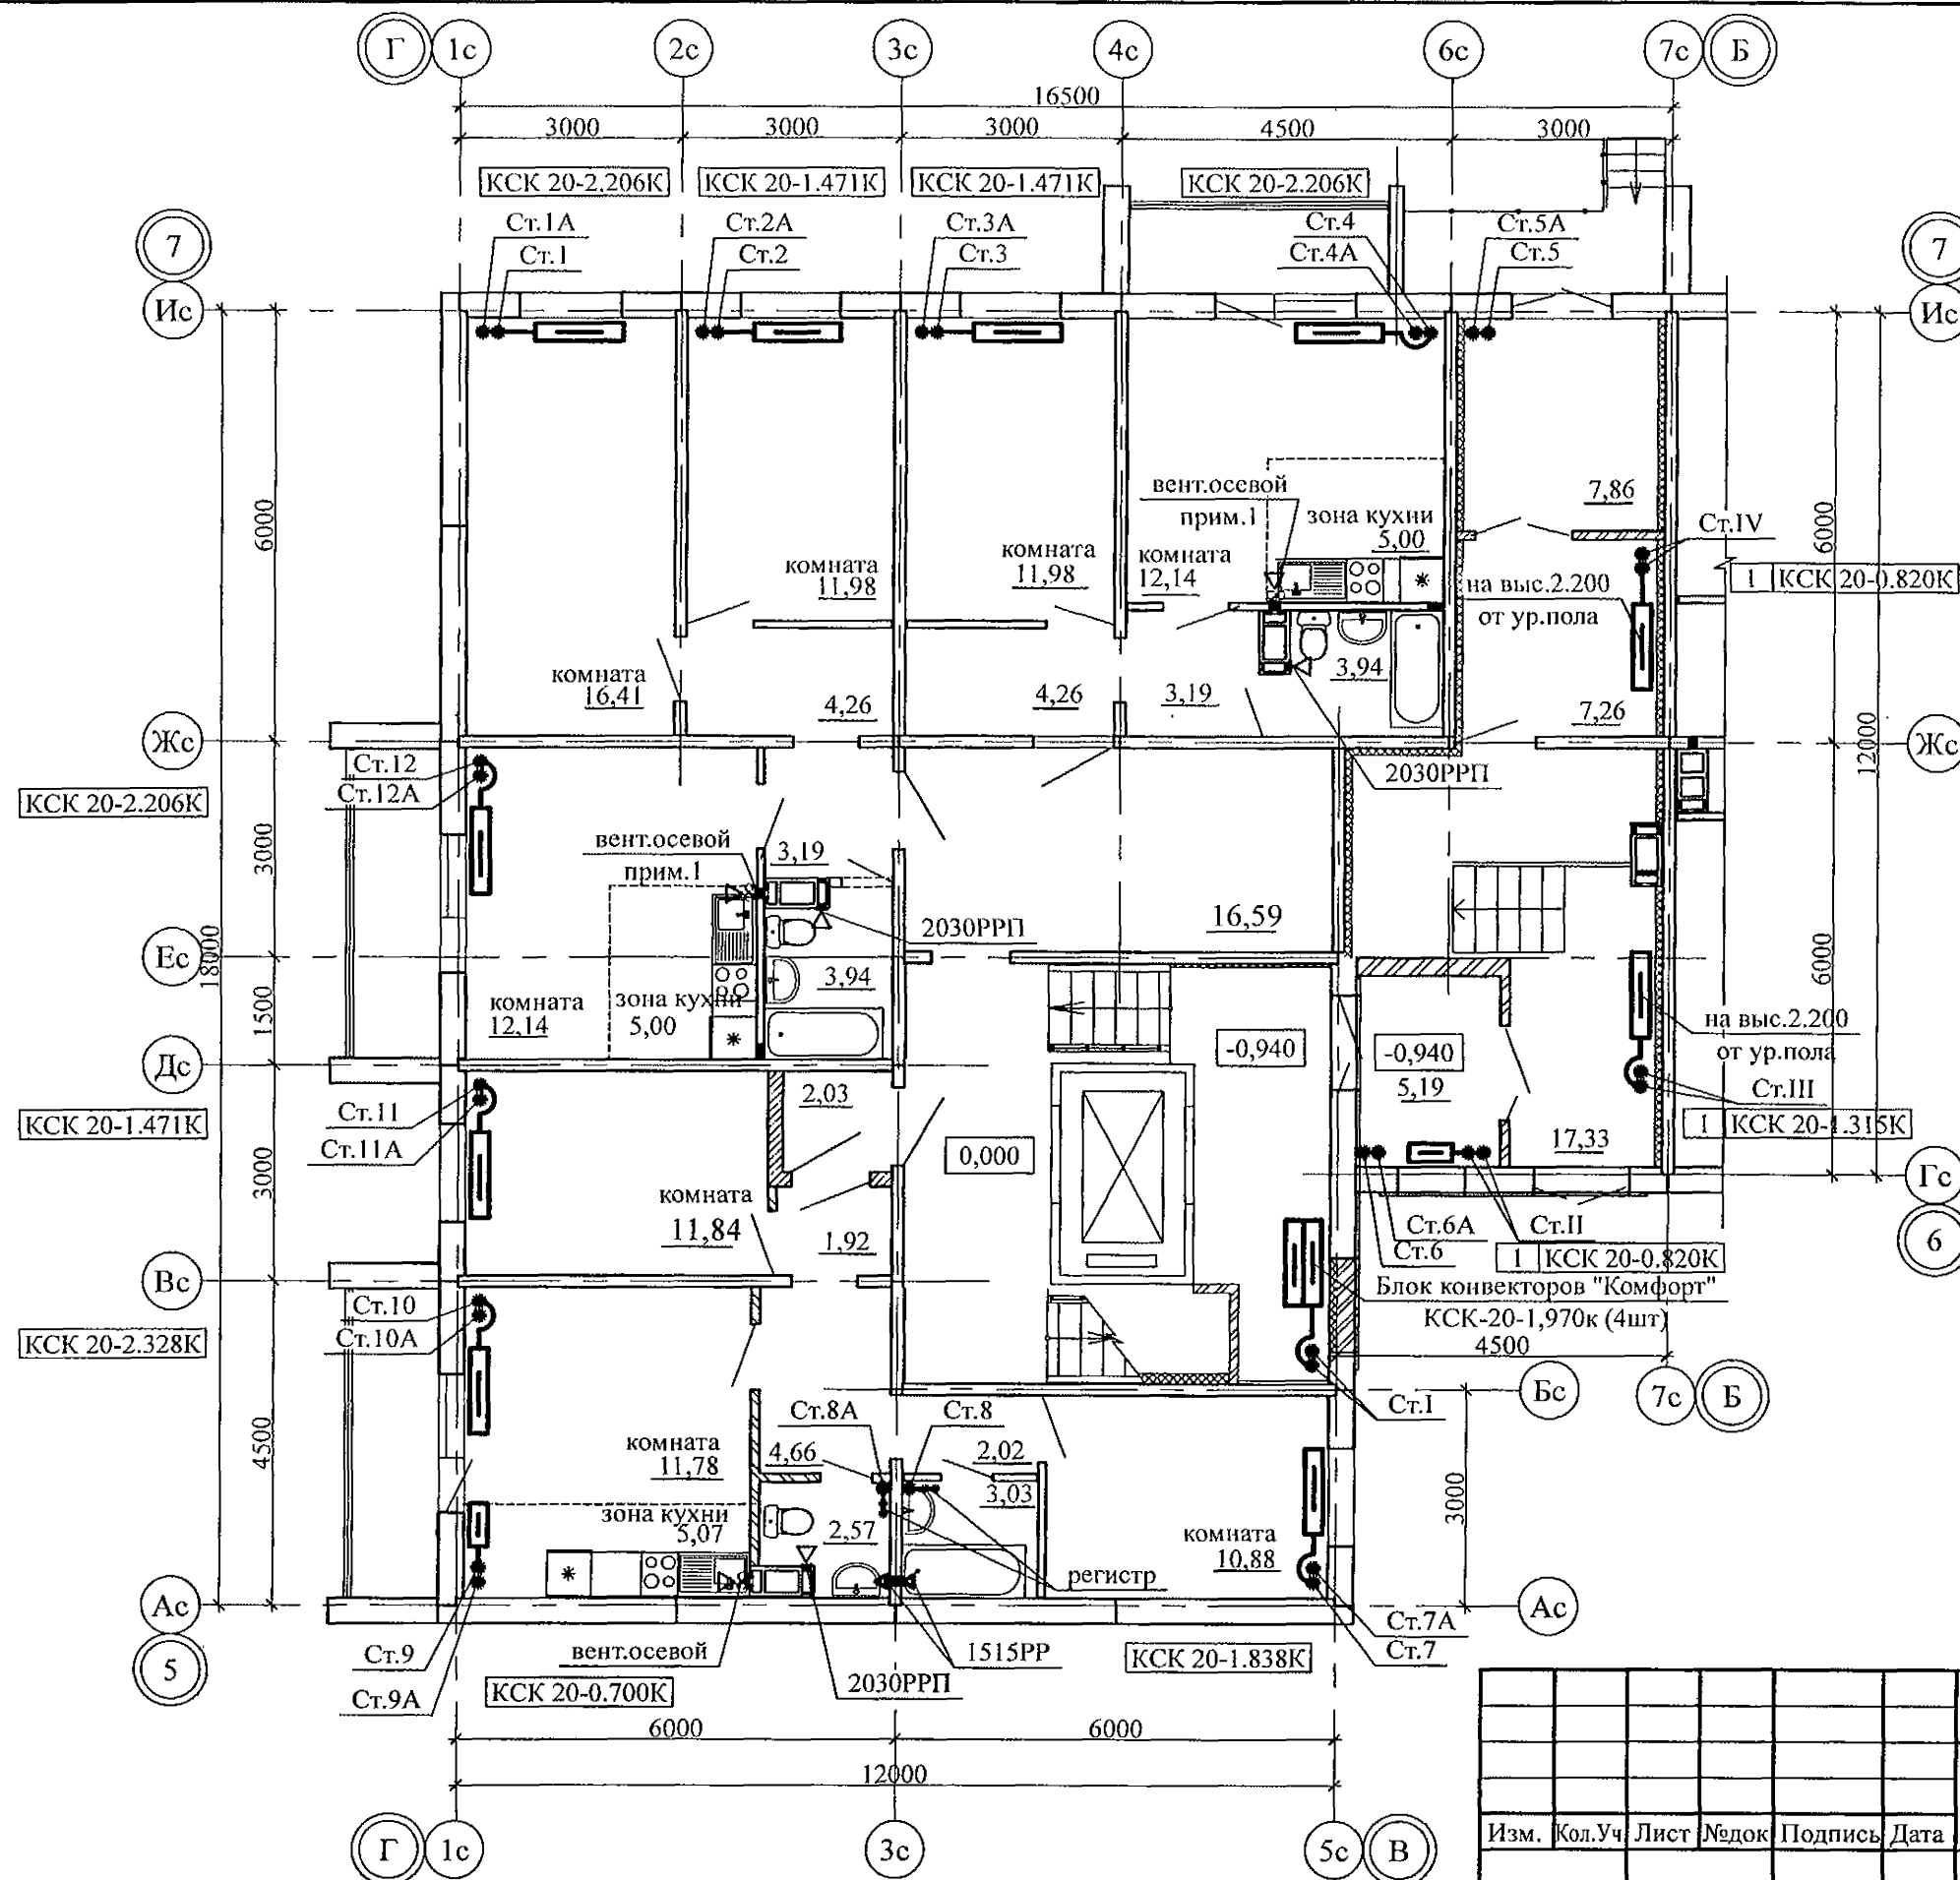 Г 1с 2с 3с 4с 6с 7с Б
16500
3000 3000 3000 4500 3000
КСК 20-2.206К КСК 20-1.471К КСК 20-1.471К КСК 20-2.206К
Ст.1А Ст.2А Ст.3А Ст.4 Ст.5А
Ст.1 Ст.2 Ст.3 Ст.4А Ст.5
7 7
Ис Ис
6000
вент.осевой
прим.1
зона кухни
5,00
7,86
Ст.IV
6000
1 КСК 20-0.820К
комната
11,98
комната
11,98
комната
12,14
на выс.2.200
от ур.пола
комната
16,41
4,26
4,26
3,19
3,94
7,26
Жс Жс
12000
2030РРП
Ст.12
Ст.12А
КСК 20-2.206К
3000
вент.осевой
прим.1
3,19
2030РРП
16,59
Ес
18000
6000
3,94
комната
12,14
зона кухни
5,00
1500
-0,940
-0,940
5,19
на выс.2.200
от ур.пола
Ст.III
1 КСК 20-1.315К
Дс
КСК 20-1.471К
Ст.11
Ст.11А
2,03
3000
0,000
17,33
Гс
6
комната
11,84
1,92
Ст.6А
Ст.6
Ст.II
1 КСК 20-0.820К
Блок конвекторов "Комфорт"
КСК-20-1,970к (4шт)
4500
Вс
Ст.10
Ст.10А
КСК 20-2.328К
Ст.I
Бс
7с Б
4500
Ст.8А
Ст.8
комната
11,78
4,66
2,02
3,03
3000
зона кухни
5,07
2,57
комната
10,88
регистр
Ас Ас
5
Ст.9
Ст.9А
вент.осевой
КСК 20-0.700К
2030РРП
1515РР
КСК 20-1.838К
Ст.7А
Ст.7
6000 6000
12000
Г 1с 3с 5с В
Изм. Кол.Уч Лист №док Подпись Дата